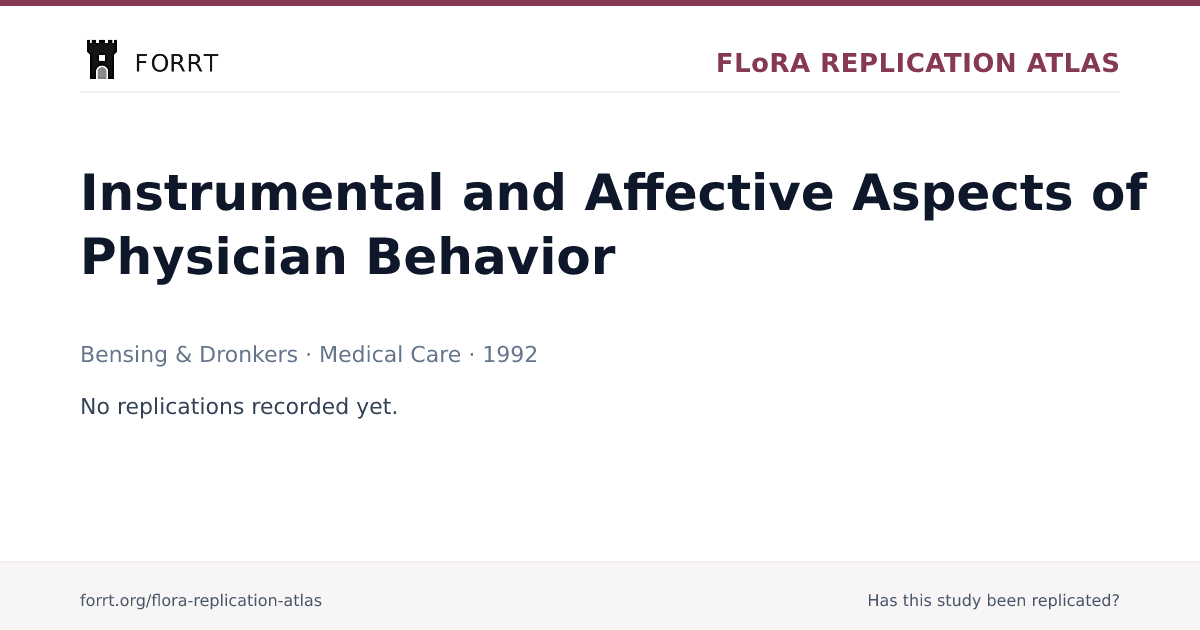 FORRT
FLoRA REPLICATION ATLAS
Instrumental and Affective Aspects of
Physician Behavior
Bensing & Dronkers · Medical Care · 1992
No replications recorded yet.
forrt.org/flora-replication-atlas
Has this study been replicated?